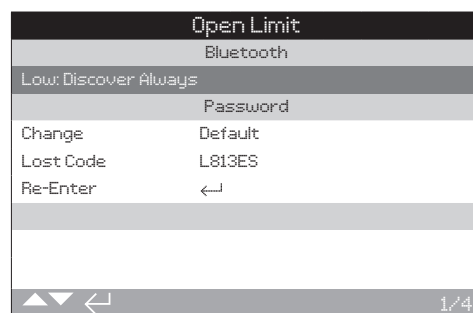 Open Limit
Bluetooth
Low: Discover Always
Password
Change Default
Lost Code L813ES
Re-Enter
1/4